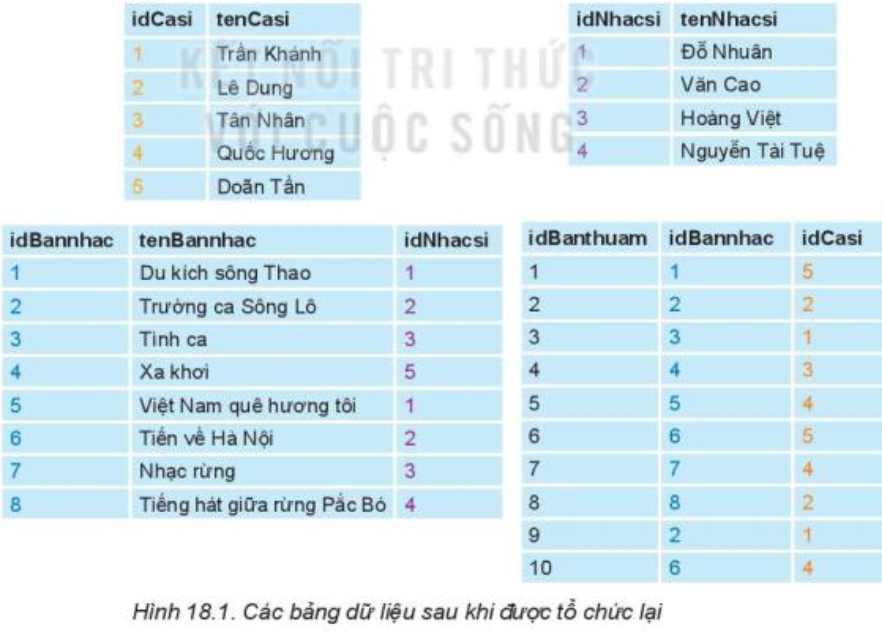 idCasi tenCasi
1 Trần Khánh
2 Lê Dung
3 Tân Nhân
4 Quốc Hương
5 Doãn Tần
idNhacsi tenNhacsi
1 Đỗ Nhuân
2 Văn Cao
3 Hoàng Việt
4 Nguyễn Tài Tuệ
KẾT NỐI TRI THỨC
VỚI CUỘC SỐNG
idBannhac tenBannhac idNhacsi
1 Du kích sông Thao 1
2 Trường ca Sông Lô 2
3 Tình ca 3
4 Xa khơi 5
5 Việt Nam quê hương tôi 1
6 Tiến về Hà Nội 2
7 Nhạc rừng 3
8 Tiếng hát giữa rừng Pắc Bó 4
idBanthuam idBannhac idCasi
1 1 5
2 2 2
3 3 1
4 4 3
5 5 4
6 6 5
7 7 4
8 8 2
9 2 1
10 6 4
Hình 18.1. Các bảng dữ liệu sau khi được tổ chức lại